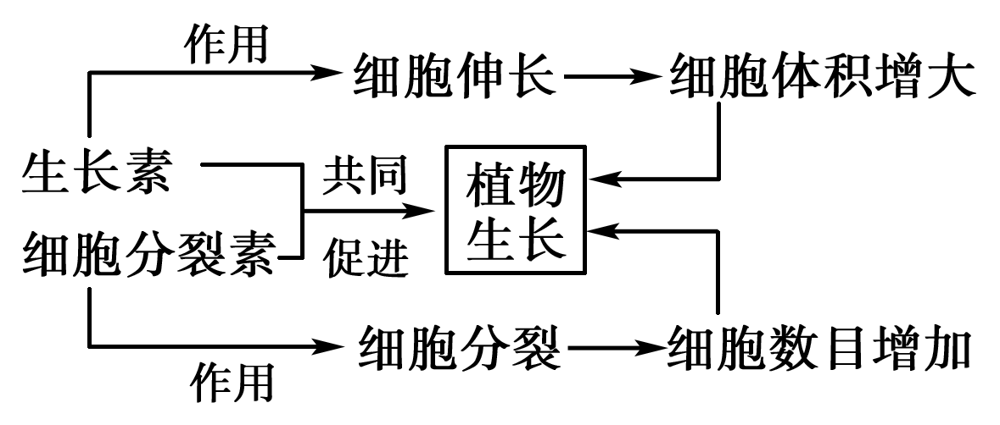 作用
细胞伸长
细胞体积增大
生长素
共同
植物
生长
细胞分裂素
促进
作用
细胞分裂
细胞数目增加